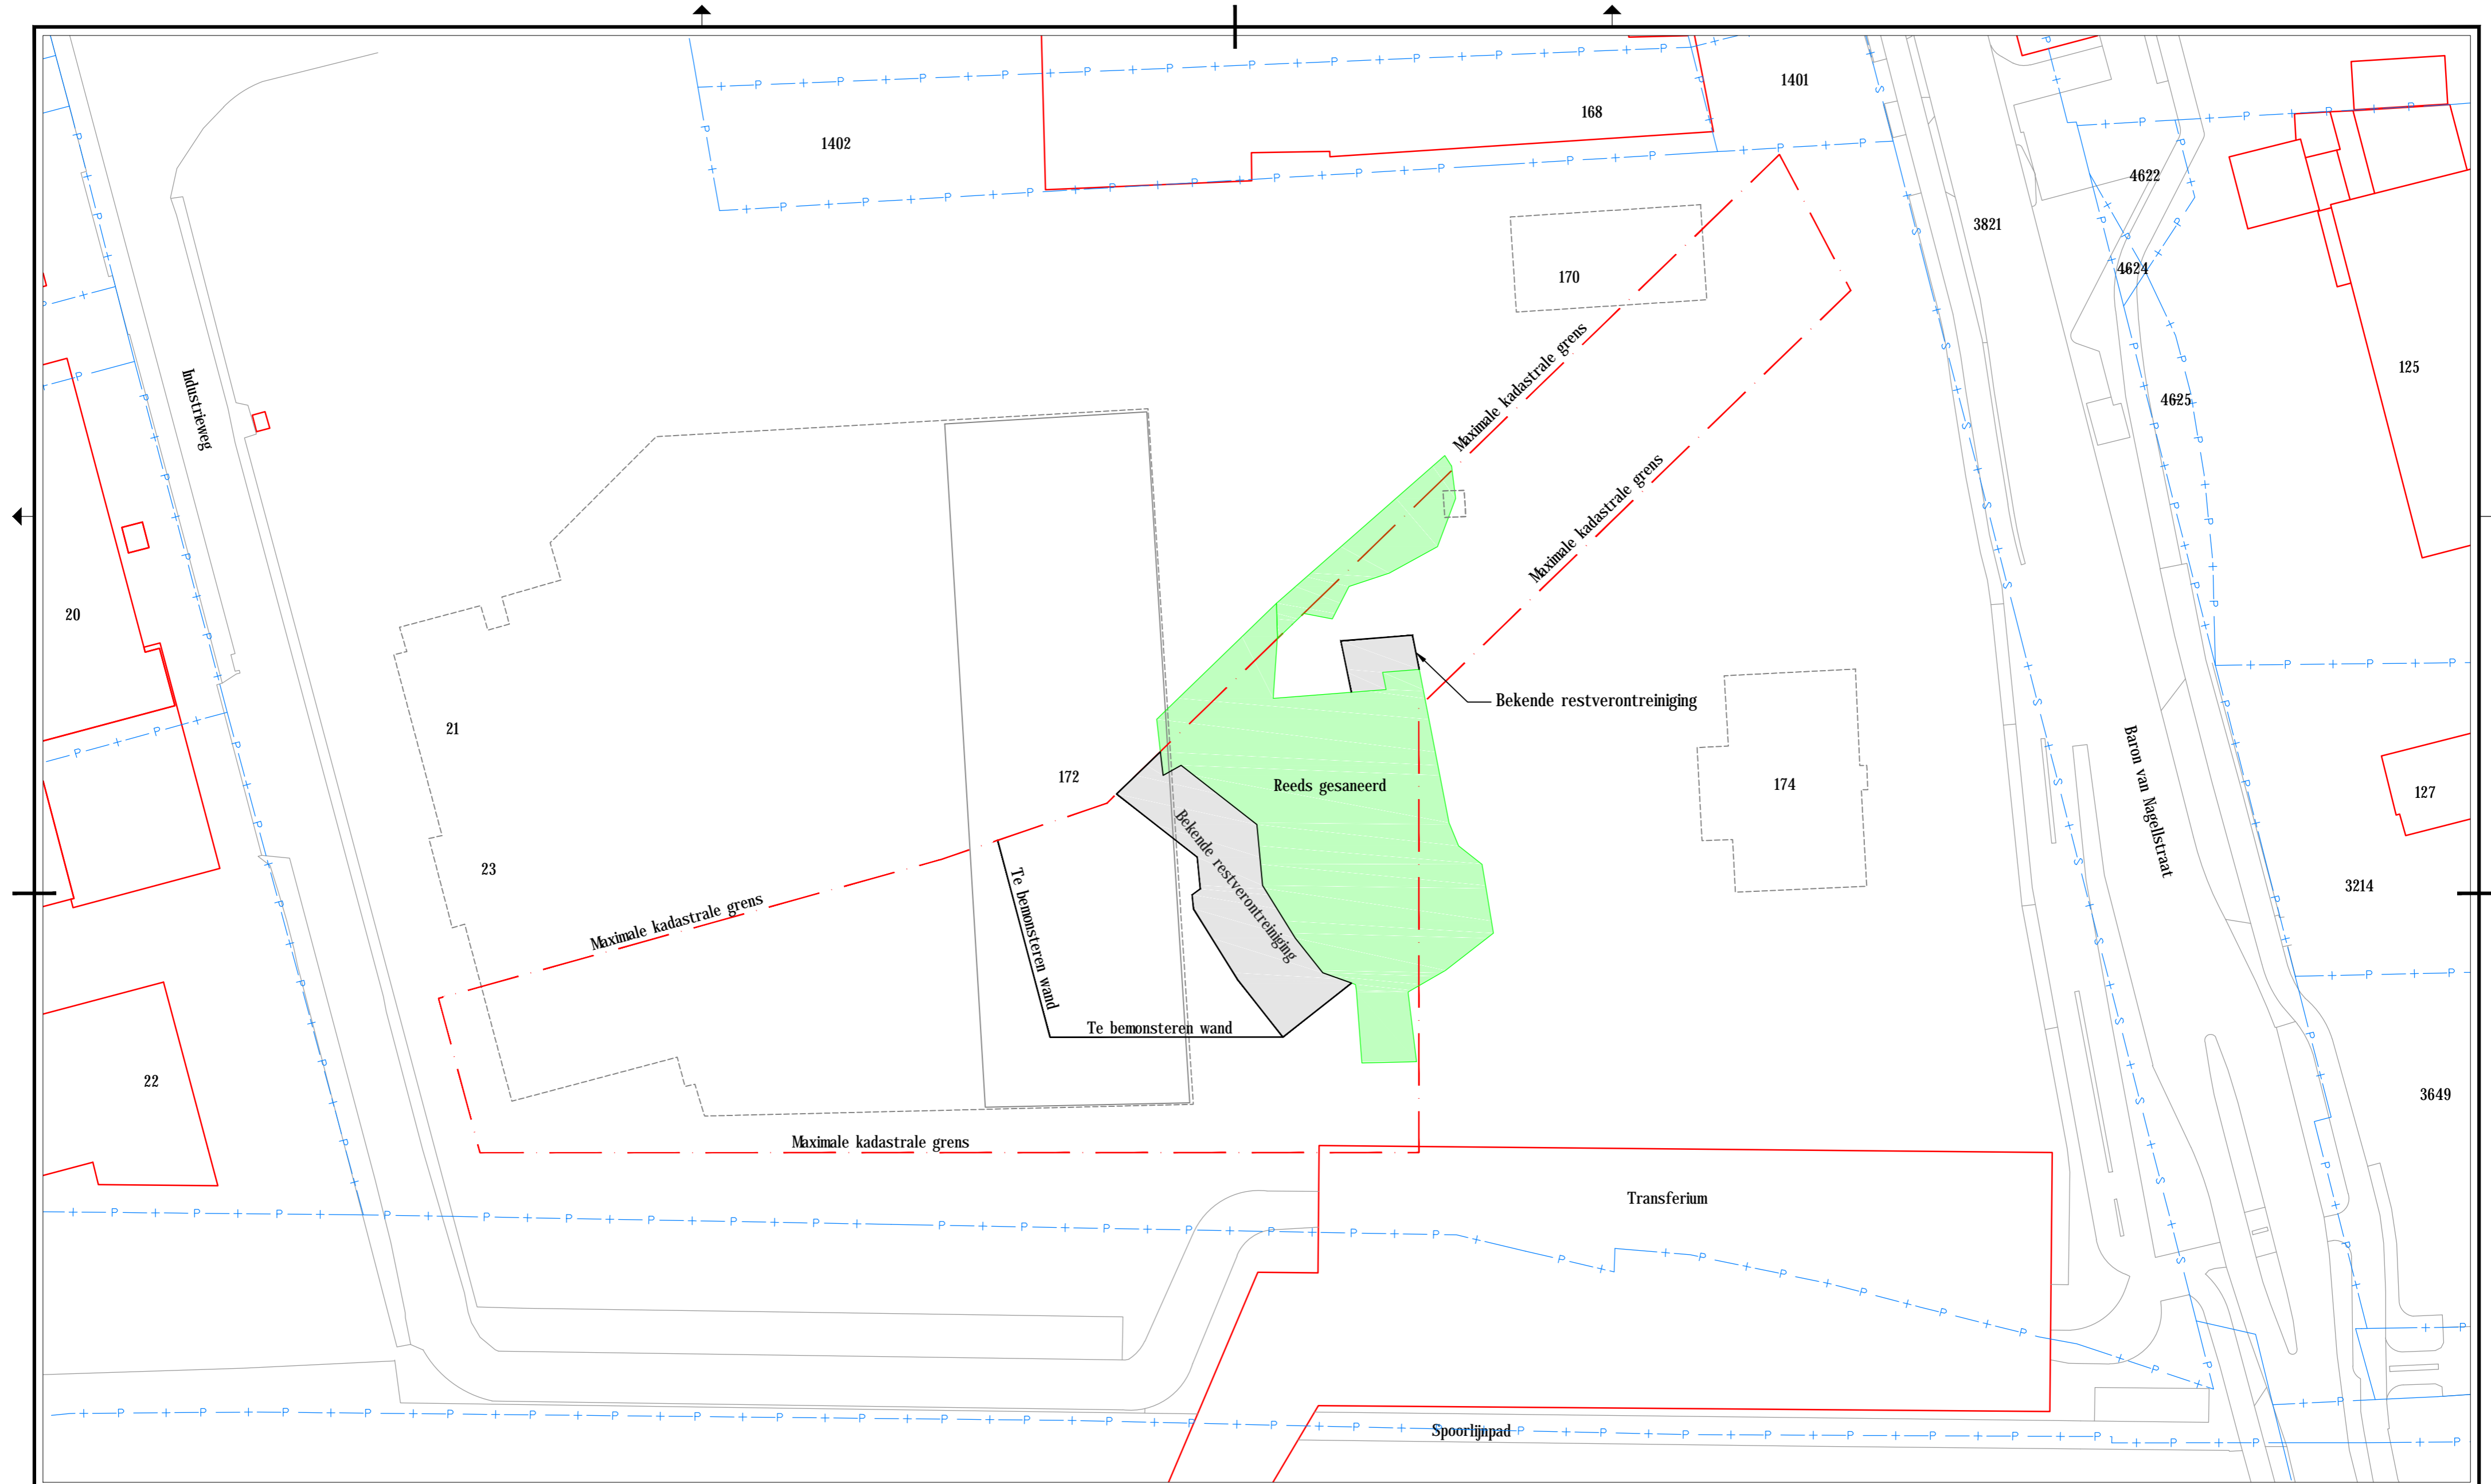 1401
168
1402
4622
3821
4624
170
Maximale kadastrale grens
125
Industrieweg
4625
Maximale kadastrale grens
20
Bekende restverontreiniging
21
172
Reeds gesaneerd
174
Baron van Nagellstraat
127
23
Bekende restverontreiniging
3214
Maximale kadastrale grens
Te bemonsteren wand
Te bemonsteren wand
22
3649
Maximale kadastrale grens
Transferium
Spoorlijnpad